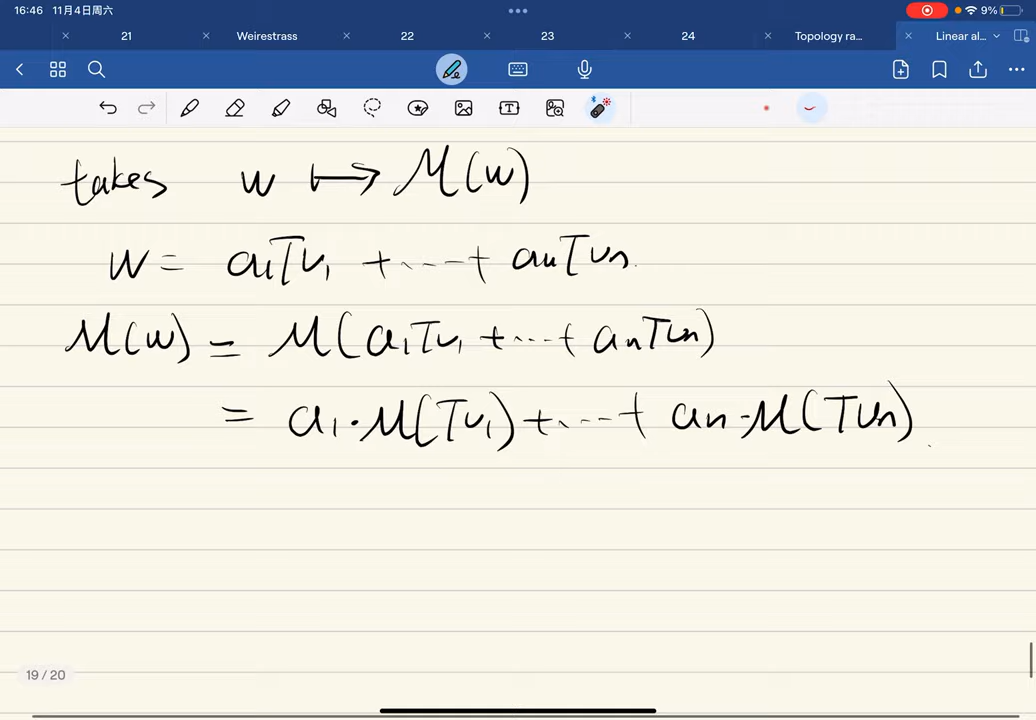 16:46 11月4日周六 9%
21 Weirestrass 22 23 24 Topology ra... Linear al...
takes w ↦ M(w)
w = a₁Tv₁ + ... + anTvn.
M(w) = M(a₁Tv₁ + ... + anTvn)
= a₁·M(Tv₁) + ... + an·M(Tvn).
19 / 20